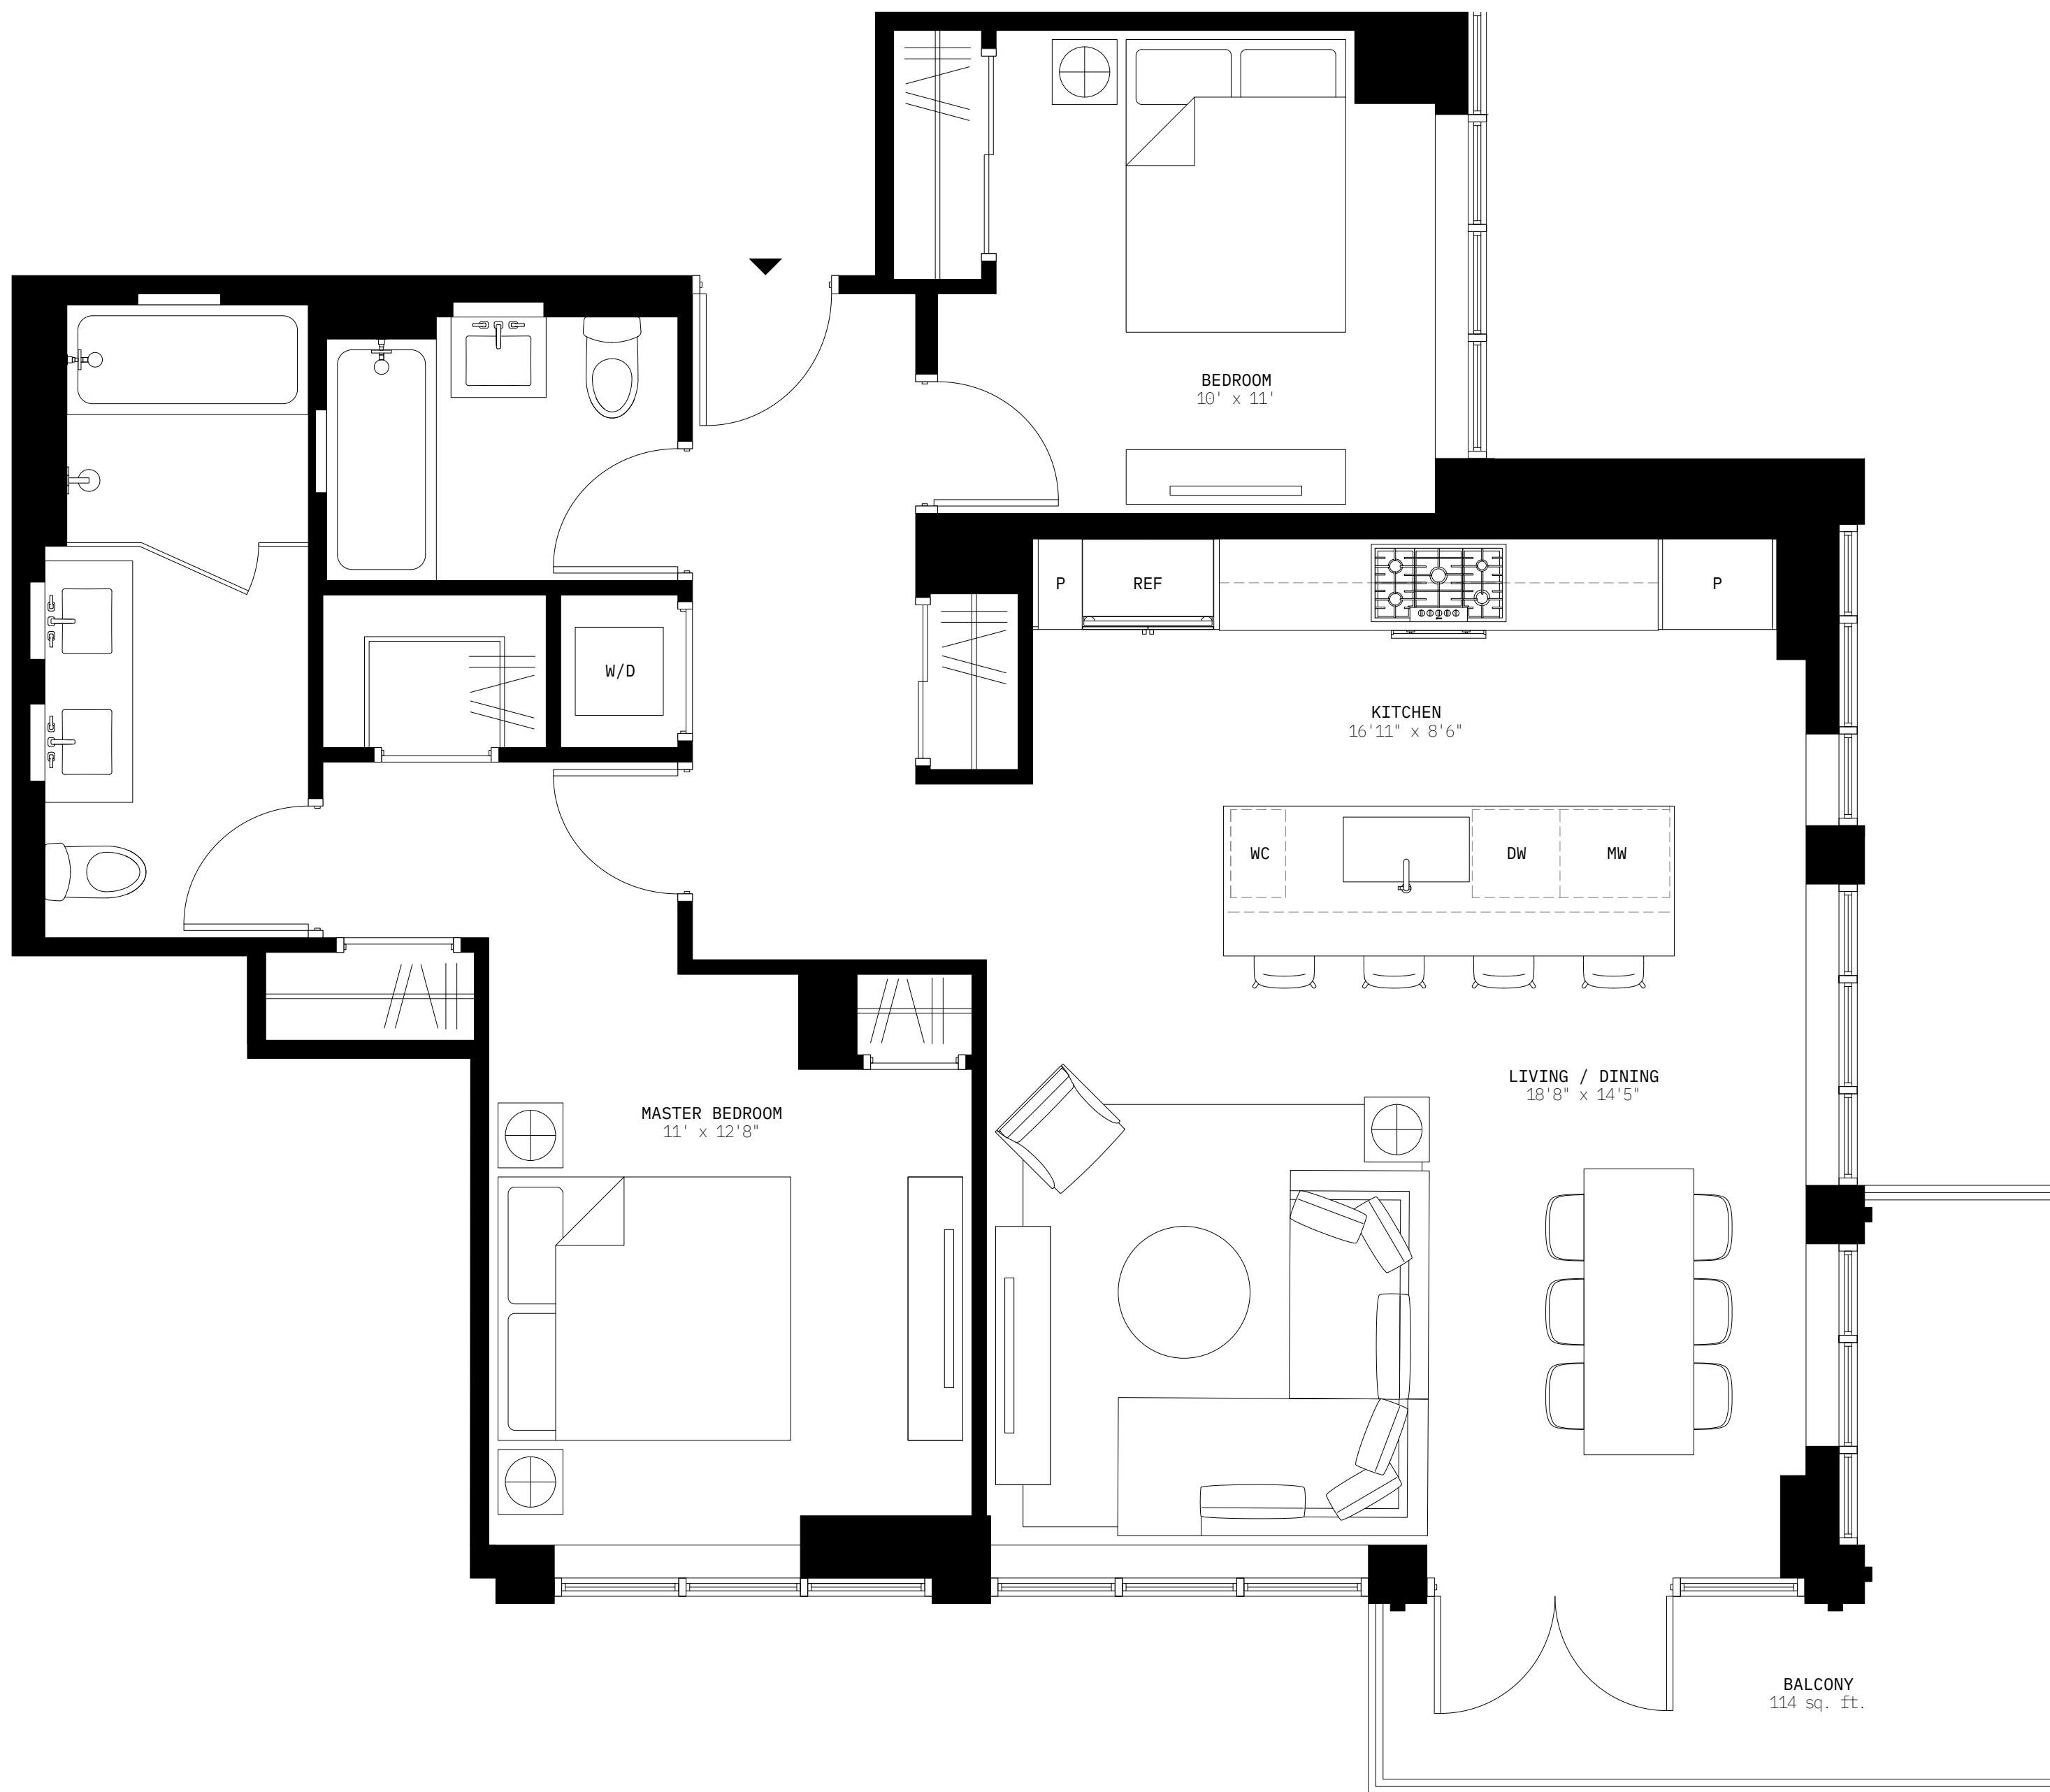 BEDROOM
10' x 11'
P
REF
P
W/D
KITCHEN
16'11" x 8'6"
WC
DW
MW
LIVING / DINING
18'8" x 14'5"
MASTER BEDROOM
11' x 12'8"
BALCONY
114 sq. ft.